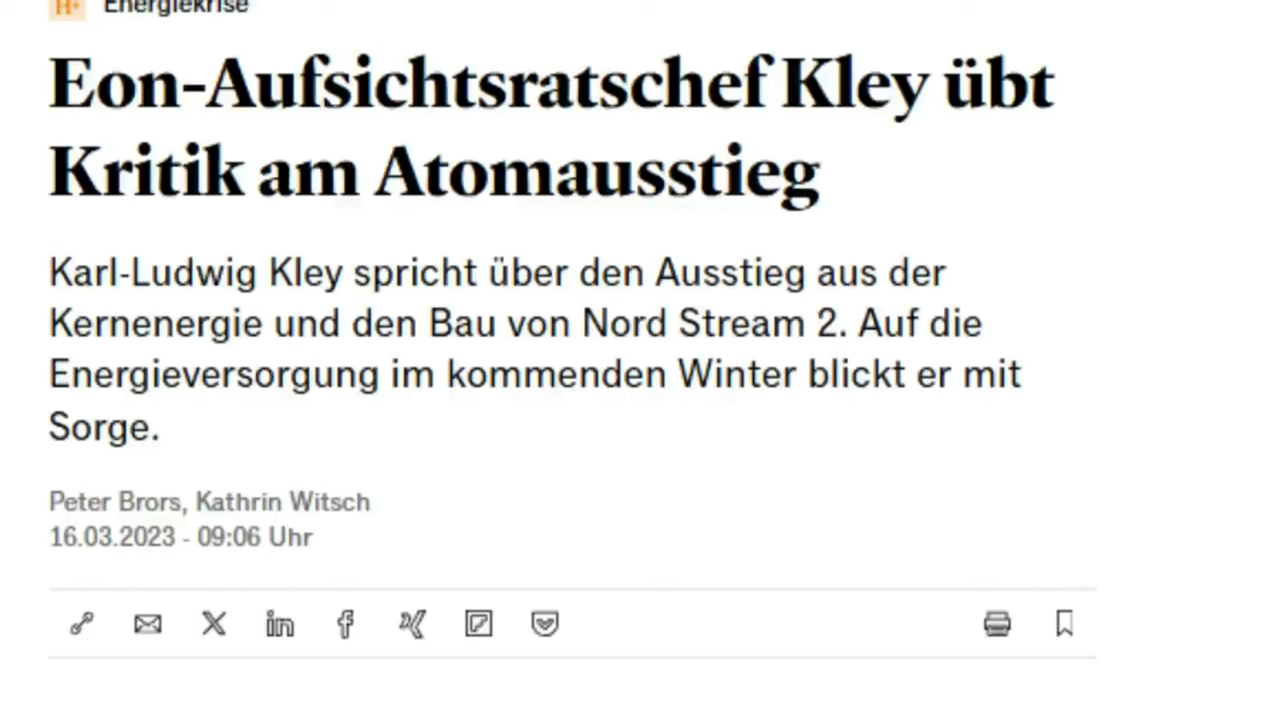 H+ Energiekrise
Eon-Aufsichtsratschef Kley übt
Kritik am Atomausstieg
Karl-Ludwig Kley spricht über den Ausstieg aus der
Kernenergie und den Bau von Nord Stream 2. Auf die
Energieversorgung im kommenden Winter blickt er mit
Sorge.
Peter Brors, Kathrin Witsch
16.03.2023 - 09:06 Uhr